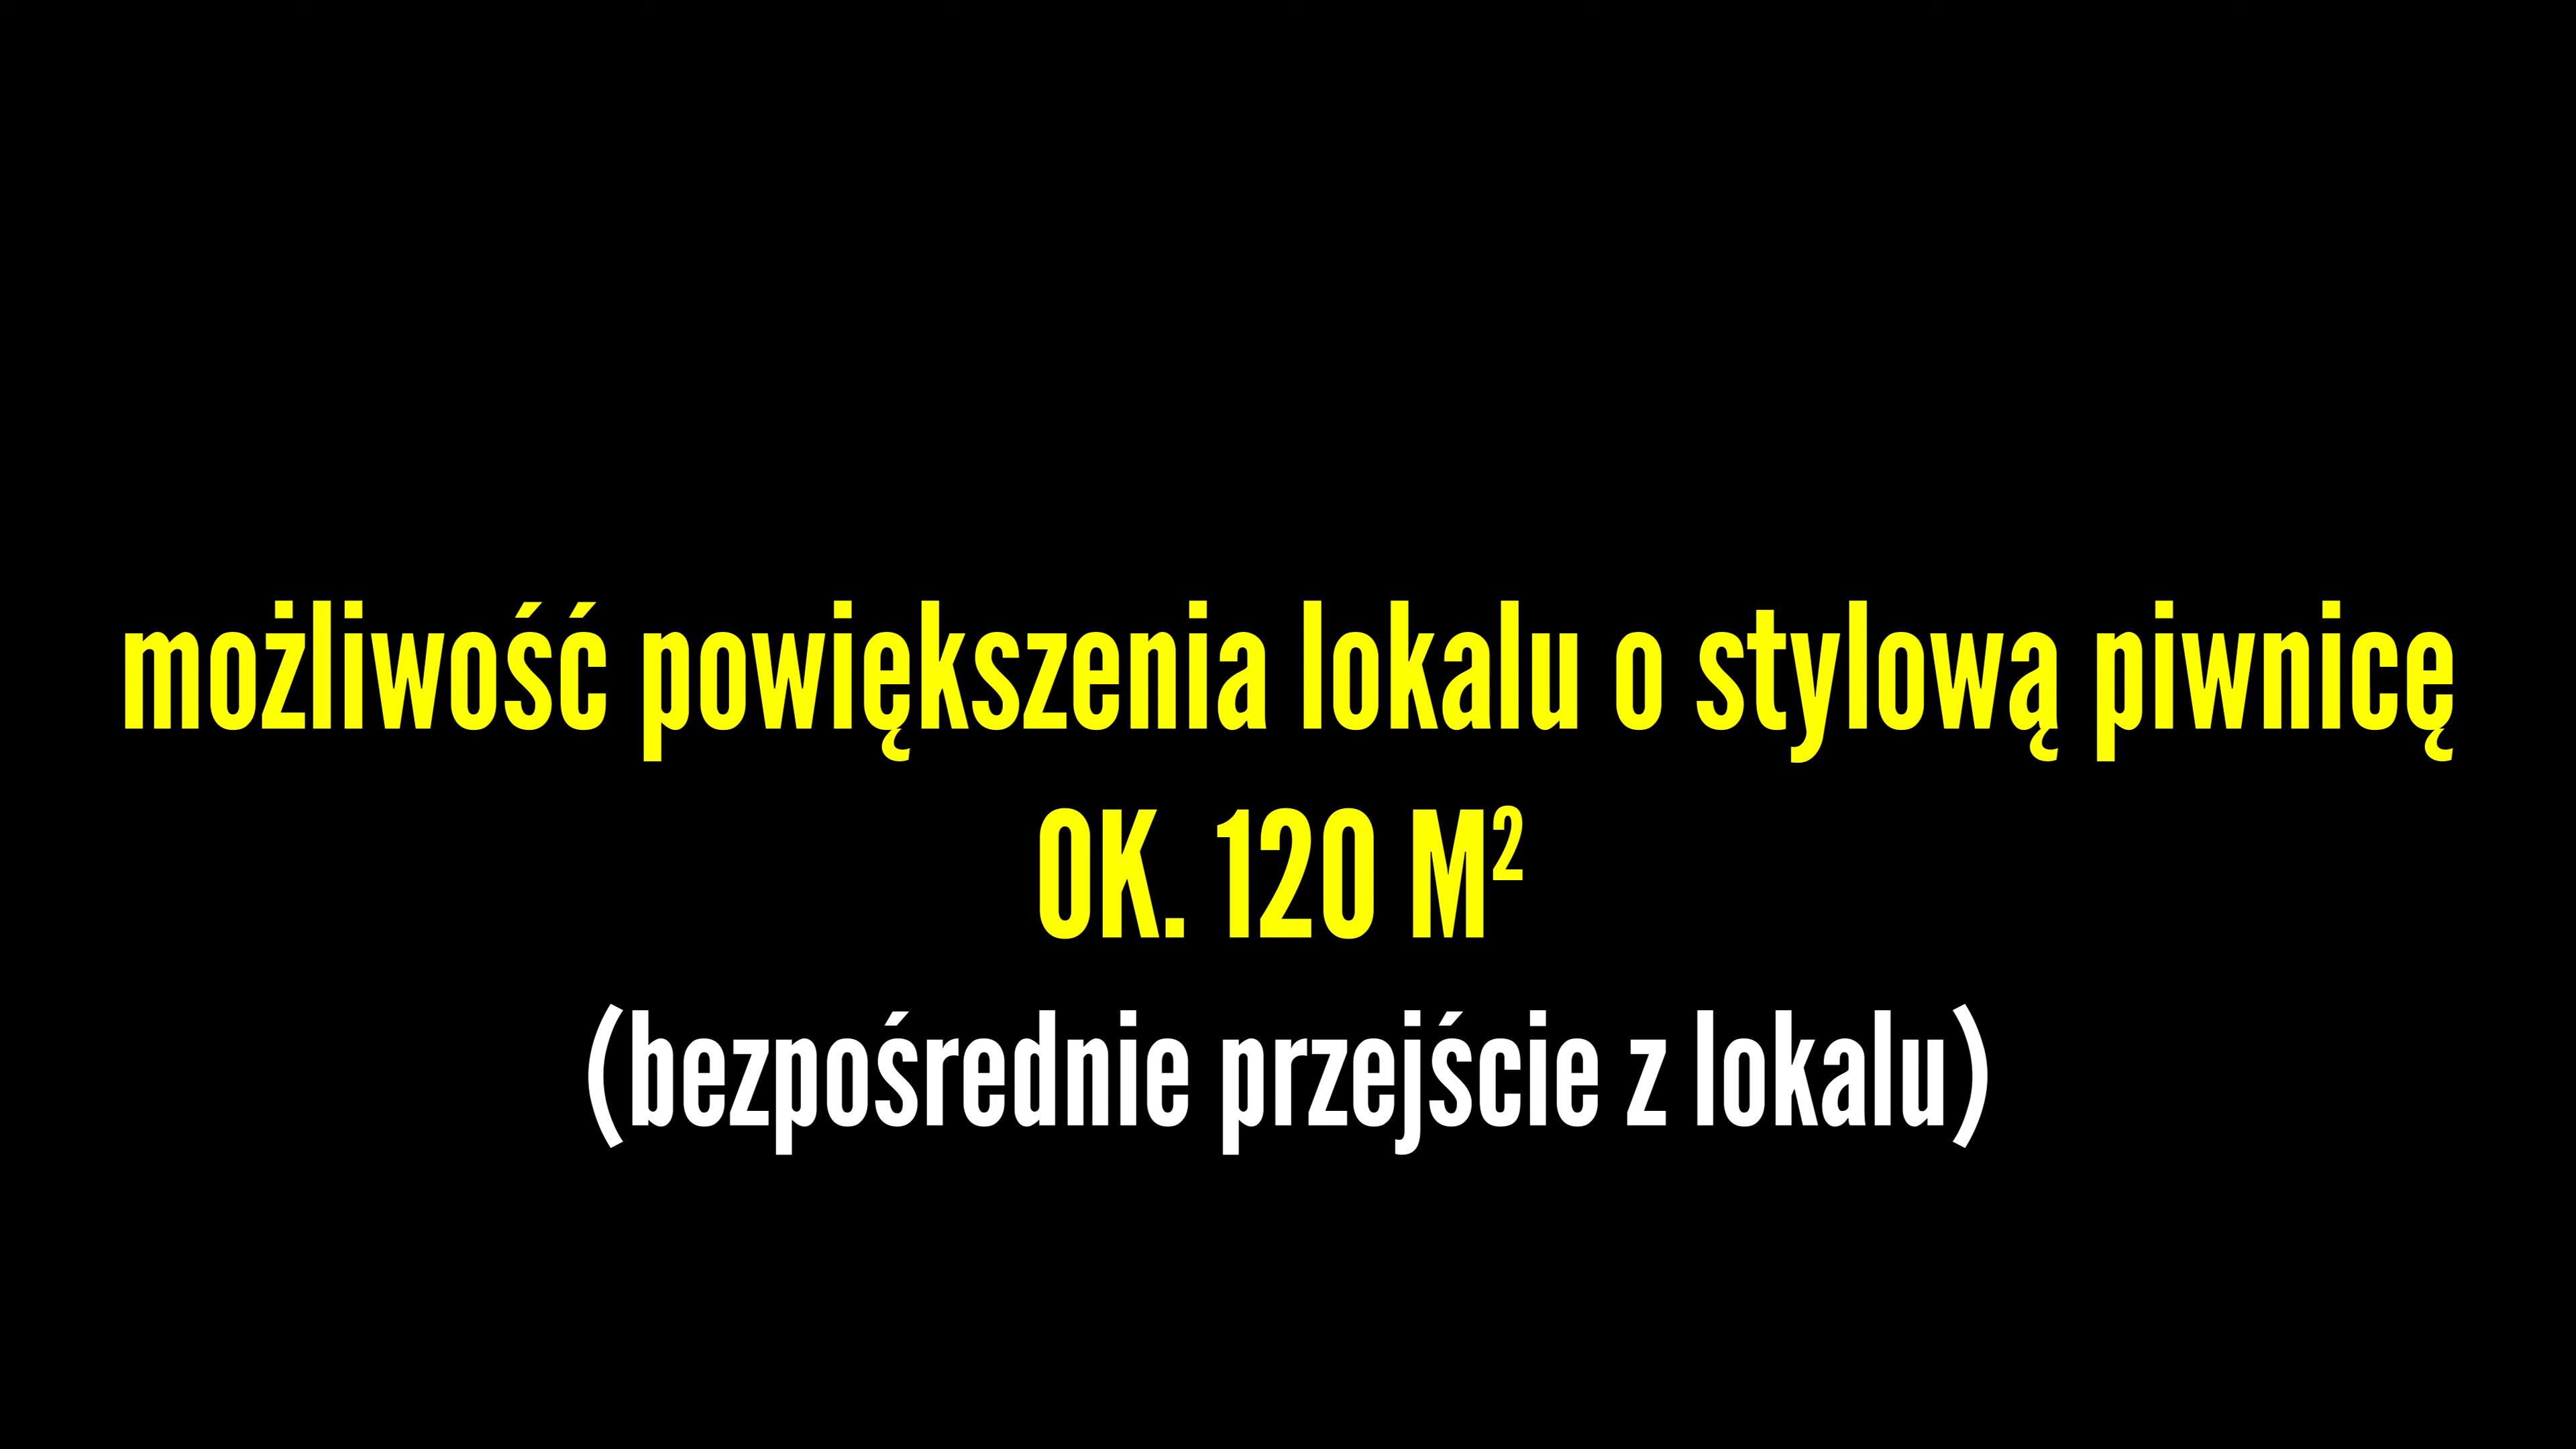 możliwość powiększenia lokalu o stylową piwnicę
OK. 120 M²
(bezpośrednie przejście z lokalu)